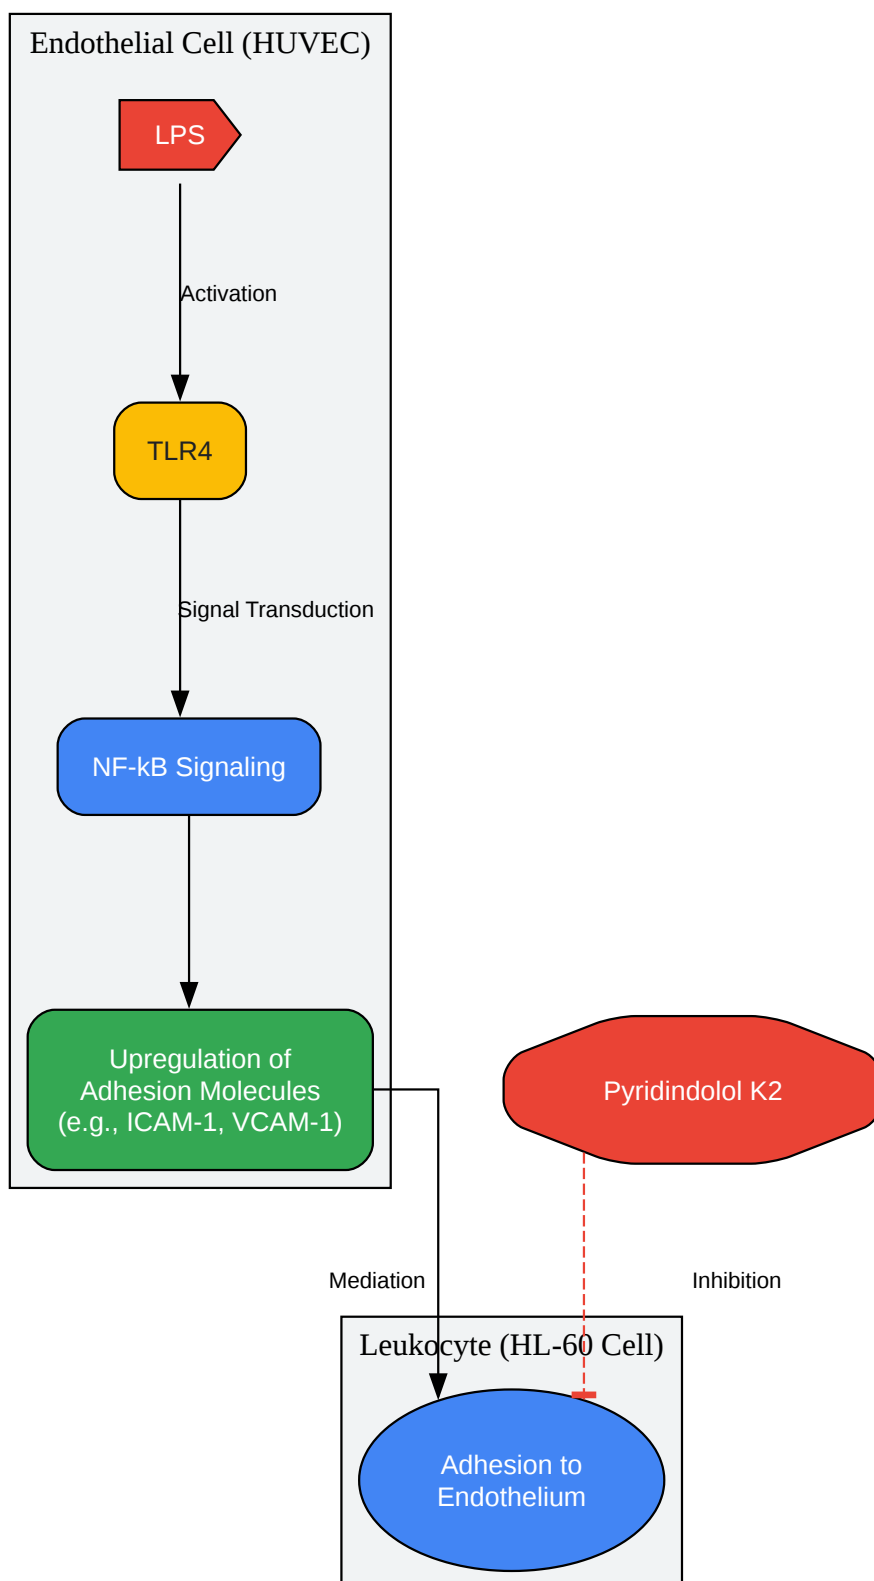 Endothelial Cell (HUVEC)
LPS
Activation
TLR4
Signal Transduction
NF-kB Signaling
Upregulation of
Adhesion Molecules
(e.g., ICAM-1, VCAM-1)
Pyridindolol K2
Mediation
Inhibition
Leukocyte (HL-60 Cell)
Adhesion to
Endothelium